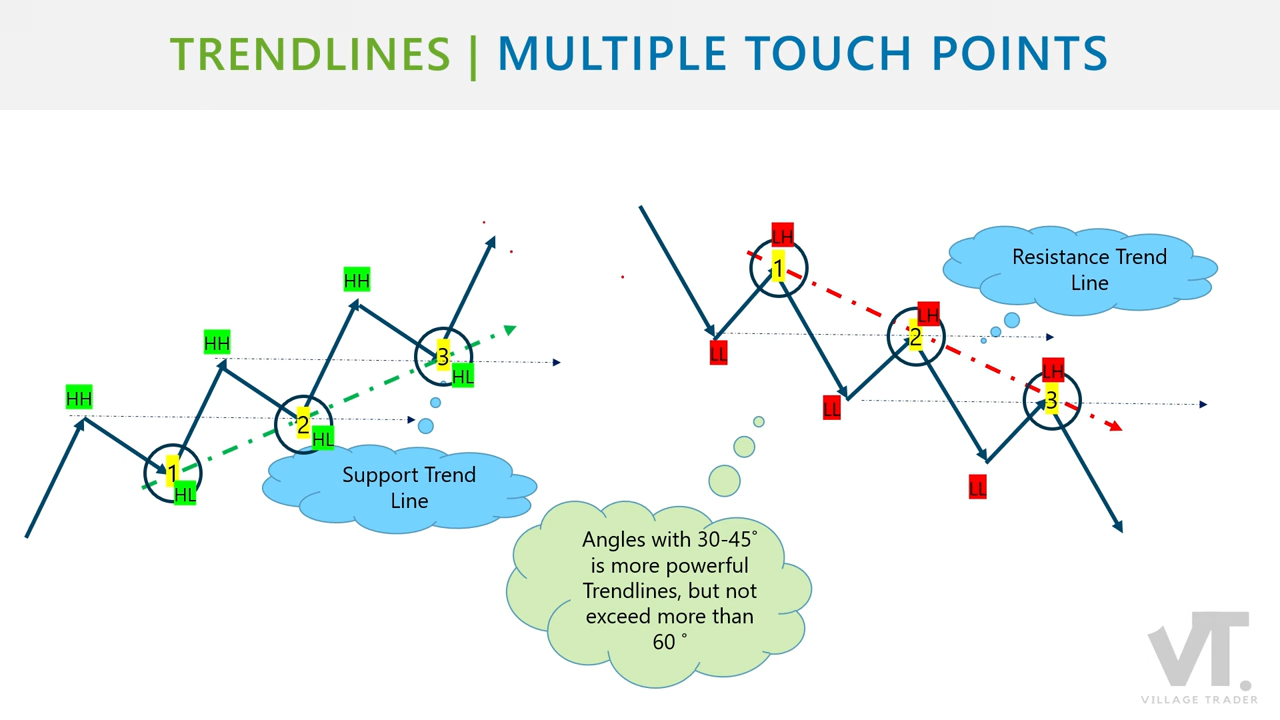 TRENDLINES | MULTIPLE TOUCH POINTS
HH
HH
HH
1
HL
2
HL
3
HL
Support Trend
Line
LL
LH
1
LL
LH
2
LL
LH
3
Resistance Trend
Line
Angles with 30-45°
is more powerful
Trendlines, but not
exceed more than
60 °
VT.
VILLAGE TRADER